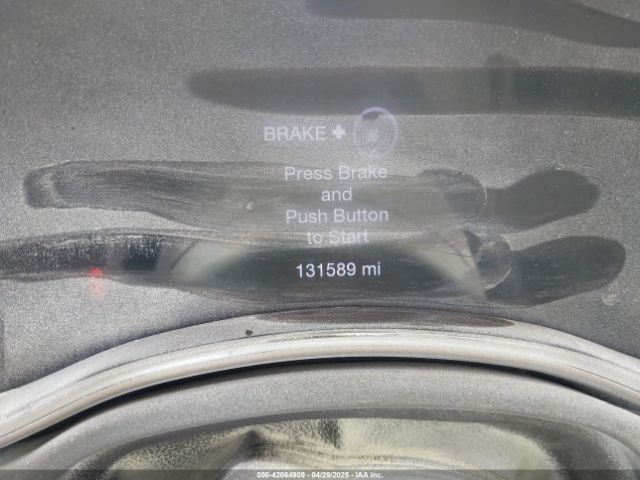 BRAKE +
Press Brake
and
Push Button
to Start
131589 mi
000-42064909 04/29/2025 IAA Inc.